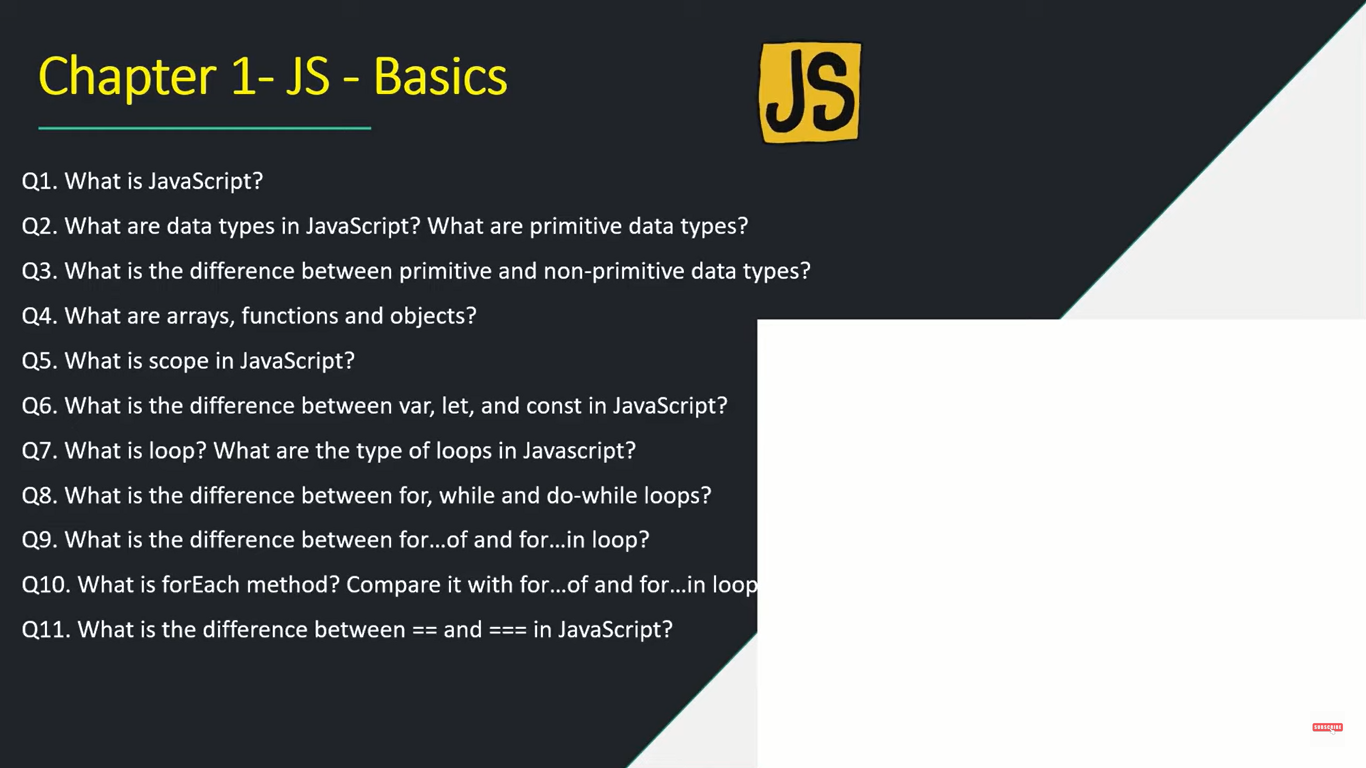 Chapter 1- JS - Basics
JS
Q1. What is JavaScript?
Q2. What are data types in JavaScript? What are primitive data types?
Q3. What is the difference between primitive and non-primitive data types?
Q4. What are arrays, functions and objects?
Q5. What is scope in JavaScript?
Q6. What is the difference between var, let, and const in JavaScript?
Q7. What is loop? What are the type of loops in Javascript?
Q8. What is the difference between for, while and do-while loops?
Q9. What is the difference between for...of and for...in loop?
Q10. What is forEach method? Compare it with for...of and for...in loop
Q11. What is the difference between == and === in JavaScript?
SUBSCRIBE